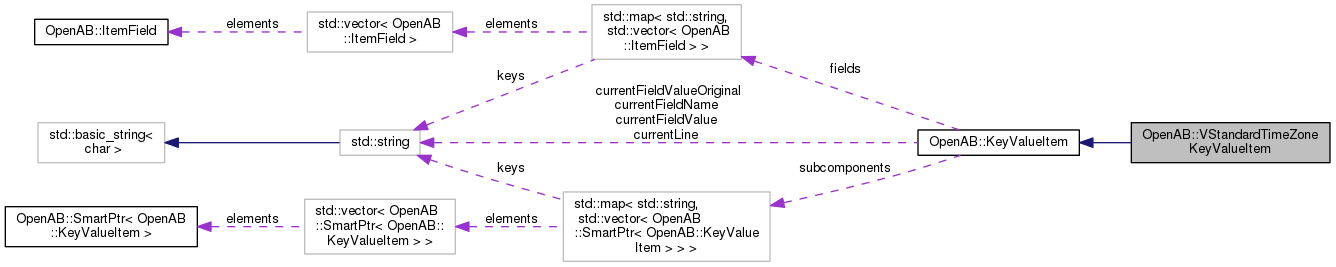 OpenAB::ItemField
elements
std::vector< OpenAB
::ItemField >
elements
std::map< std::string,
std::vector< OpenAB
::ItemField > >
keys
fields
currentFieldValueOriginal
currentFieldName
currentFieldValue
currentLine
std::basic_string<
char >
std::string
OpenAB::KeyValueItem
OpenAB::VStandardTimeZone
KeyValueItem
keys
subcomponents
OpenAB::SmartPtr< OpenAB
::KeyValueItem >
elements
std::vector< OpenAB
::SmartPtr< OpenAB::
KeyValueItem > >
elements
std::map< std::string,
std::vector< OpenAB
::SmartPtr< OpenAB::KeyValue
Item > > >